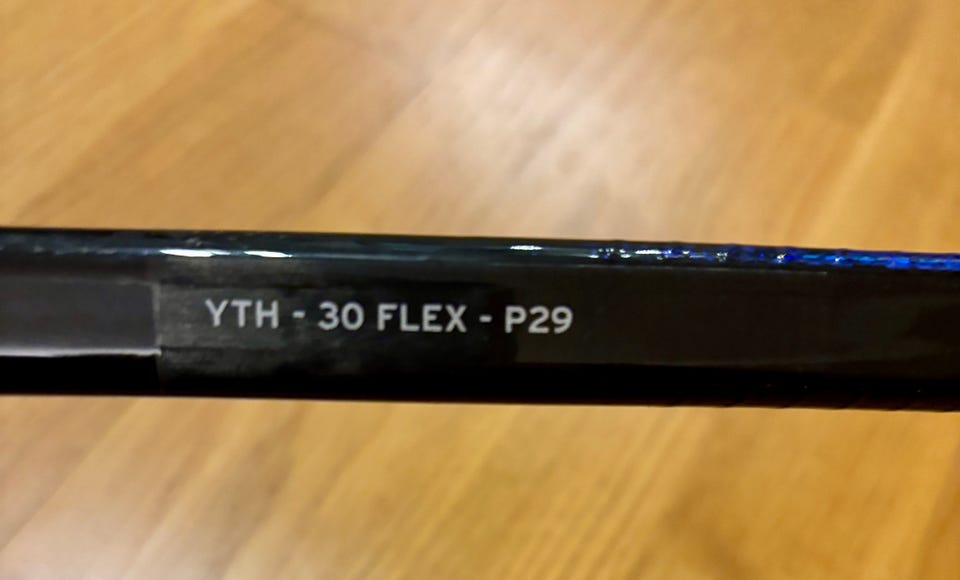 YTH - 30 FLEX - P29